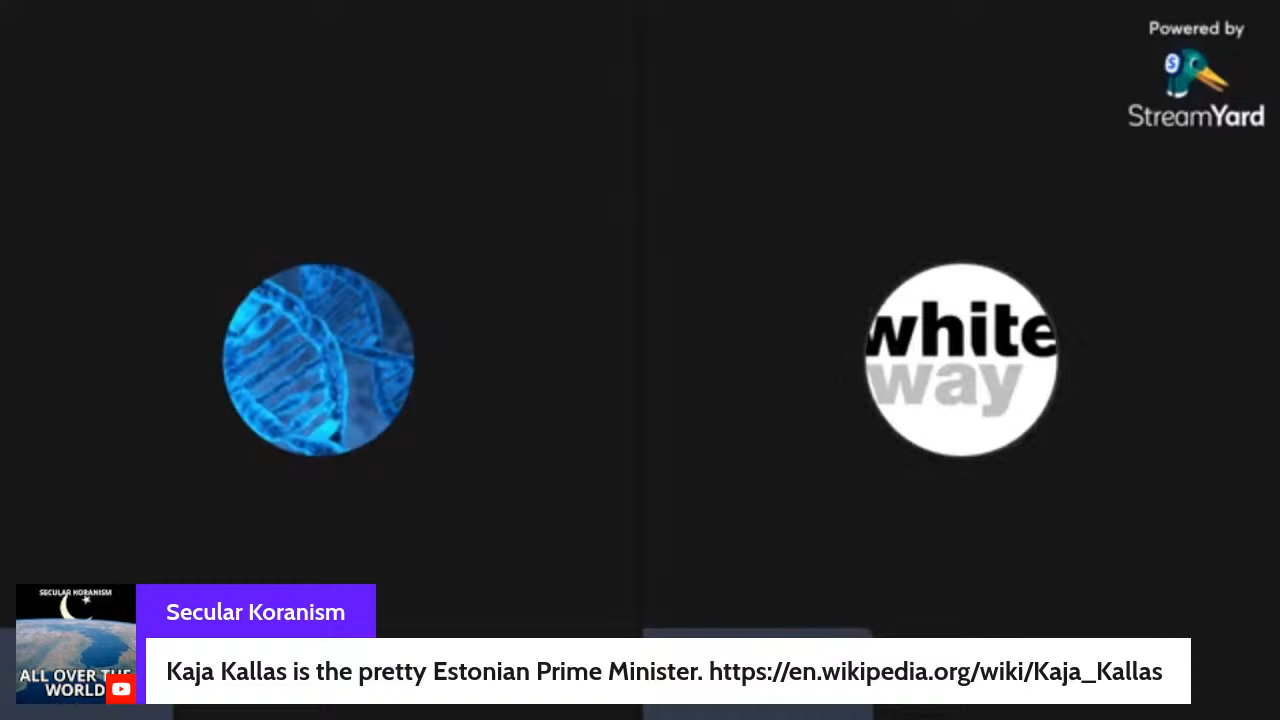 Powered by
StreamYard
white
way
SECULAR KORANISM
ALL OVER THE
WORLD
Secular Koranism
Kaja Kallas is the pretty Estonian Prime Minister. https://en.wikipedia.org/wiki/Kaja_Kallas